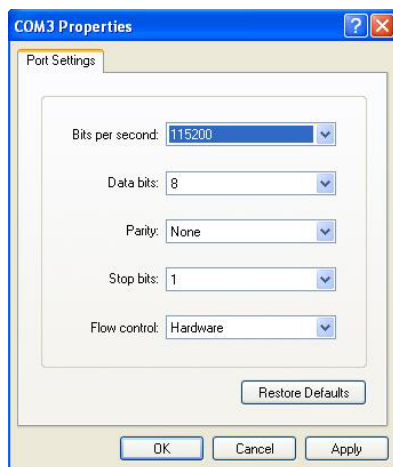 COM3 Properties
Port Settings
Bits per second: 115200
Data bits: 8
Parity: None
Stop bits: 1
Flow control: Hardware
Restore Defaults
OK Cancel Apply